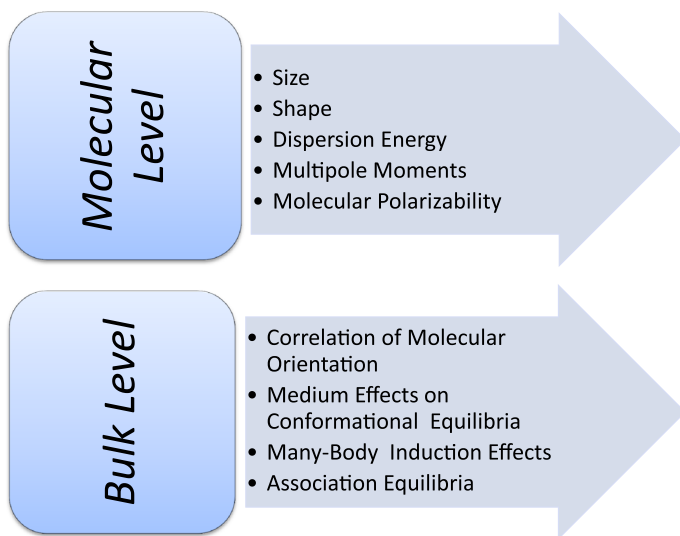 Molecular
Level
• Size
• Shape
• Dispersion Energy
• Multipole Moments
• Molecular Polarizability
Bulk Level
• Correlation of Molecular
Orientation
• Medium Effects on
Conformational Equilibria
• Many-Body Induction Effects
• Association Equilibria